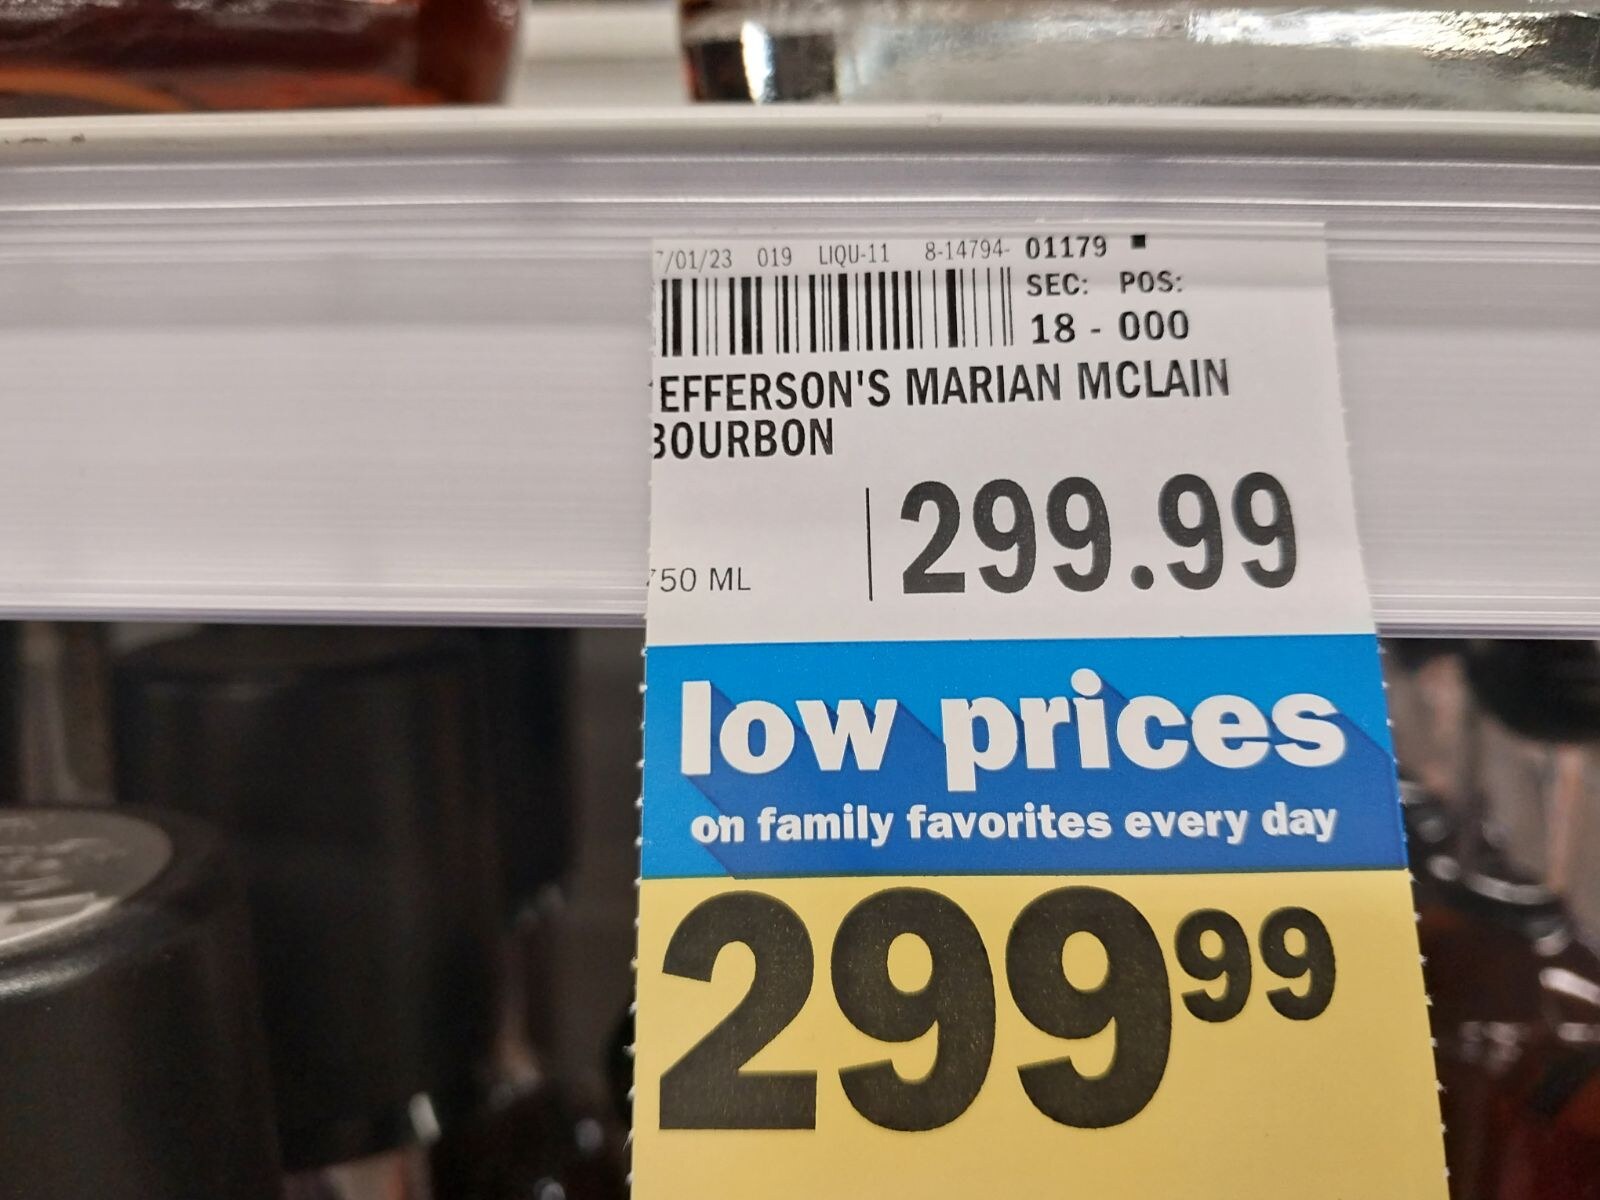 /01/23 019 LIQU-11 8-14794- 01179
SEC: POS:
18 - 000
EFFERSON'S MARIAN MCLAIN
BOURBON
750 ML 299.99
low prices
on family favorites every day
299 99